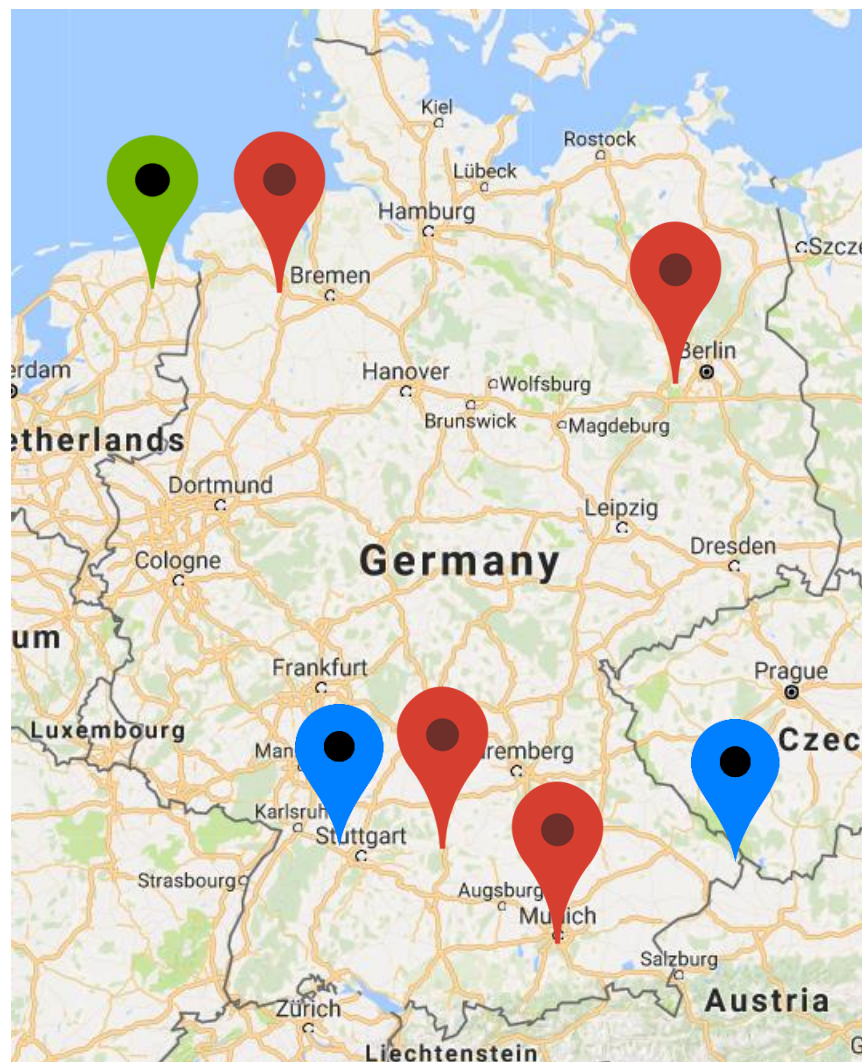 Kiel
Rostock
Lübeck
Hamburg
Szcze
Bremen
Berlin
erdam
Hanover
Wolfsburg
Brunswick
Magdeburg
etherlands
Dortmund
Leipzig
Dresden
Cologne
Germany
um
Frankfurt
Prague
Luxembourg
Man
remberg
Czec
Karlsruh
Stuttgart
Strasbourg
Augsburg
Munich
Salzburg
Austria
Zürich
Liechtenstein
G